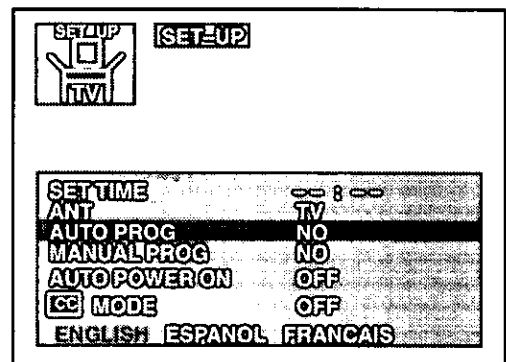 SET UP
SET-UP
TV
SET TIME -- : --
ANT TV
AUTO PROG NO
MANUAL PROG NO
AUTO POWER ON OFF
CC MODE OFF
ENGLISH ESPANOL FRANCAIS